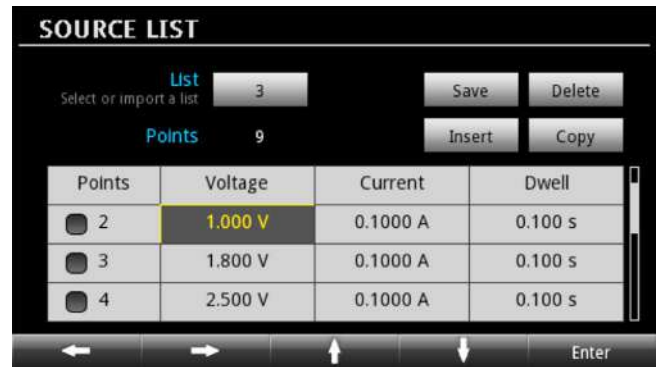 SOURCE LIST
List 3 Save Delete
Select or import a list
Points 9 Insert Copy
Points Voltage Current Dwell
2 1.000 V 0.1000 A 0.100 s
3 1.800 V 0.1000 A 0.100 s
4 2.500 V 0.1000 A 0.100 s
Enter